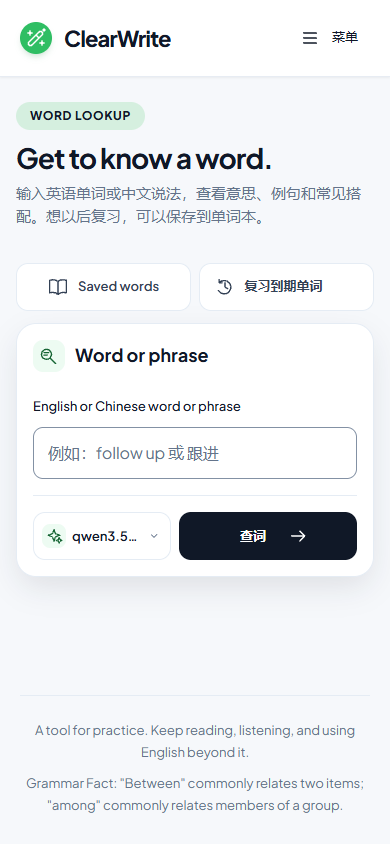 ClearWrite
菜单
WORD LOOKUP
Get to know a word.
输入英语单词或中文说法，查看意思、例句和常见搭
配。想以后复习，可以保存到单词本。
Saved words
复习到期单词
Word or phrase
English or Chinese word or phrase
例如：follow up 或 跟进
qwen3.5...
查词
A tool for practice. Keep reading, listening, and using
English beyond it.
Grammar Fact: "Between" commonly relates two items;
"among" commonly relates members of a group.